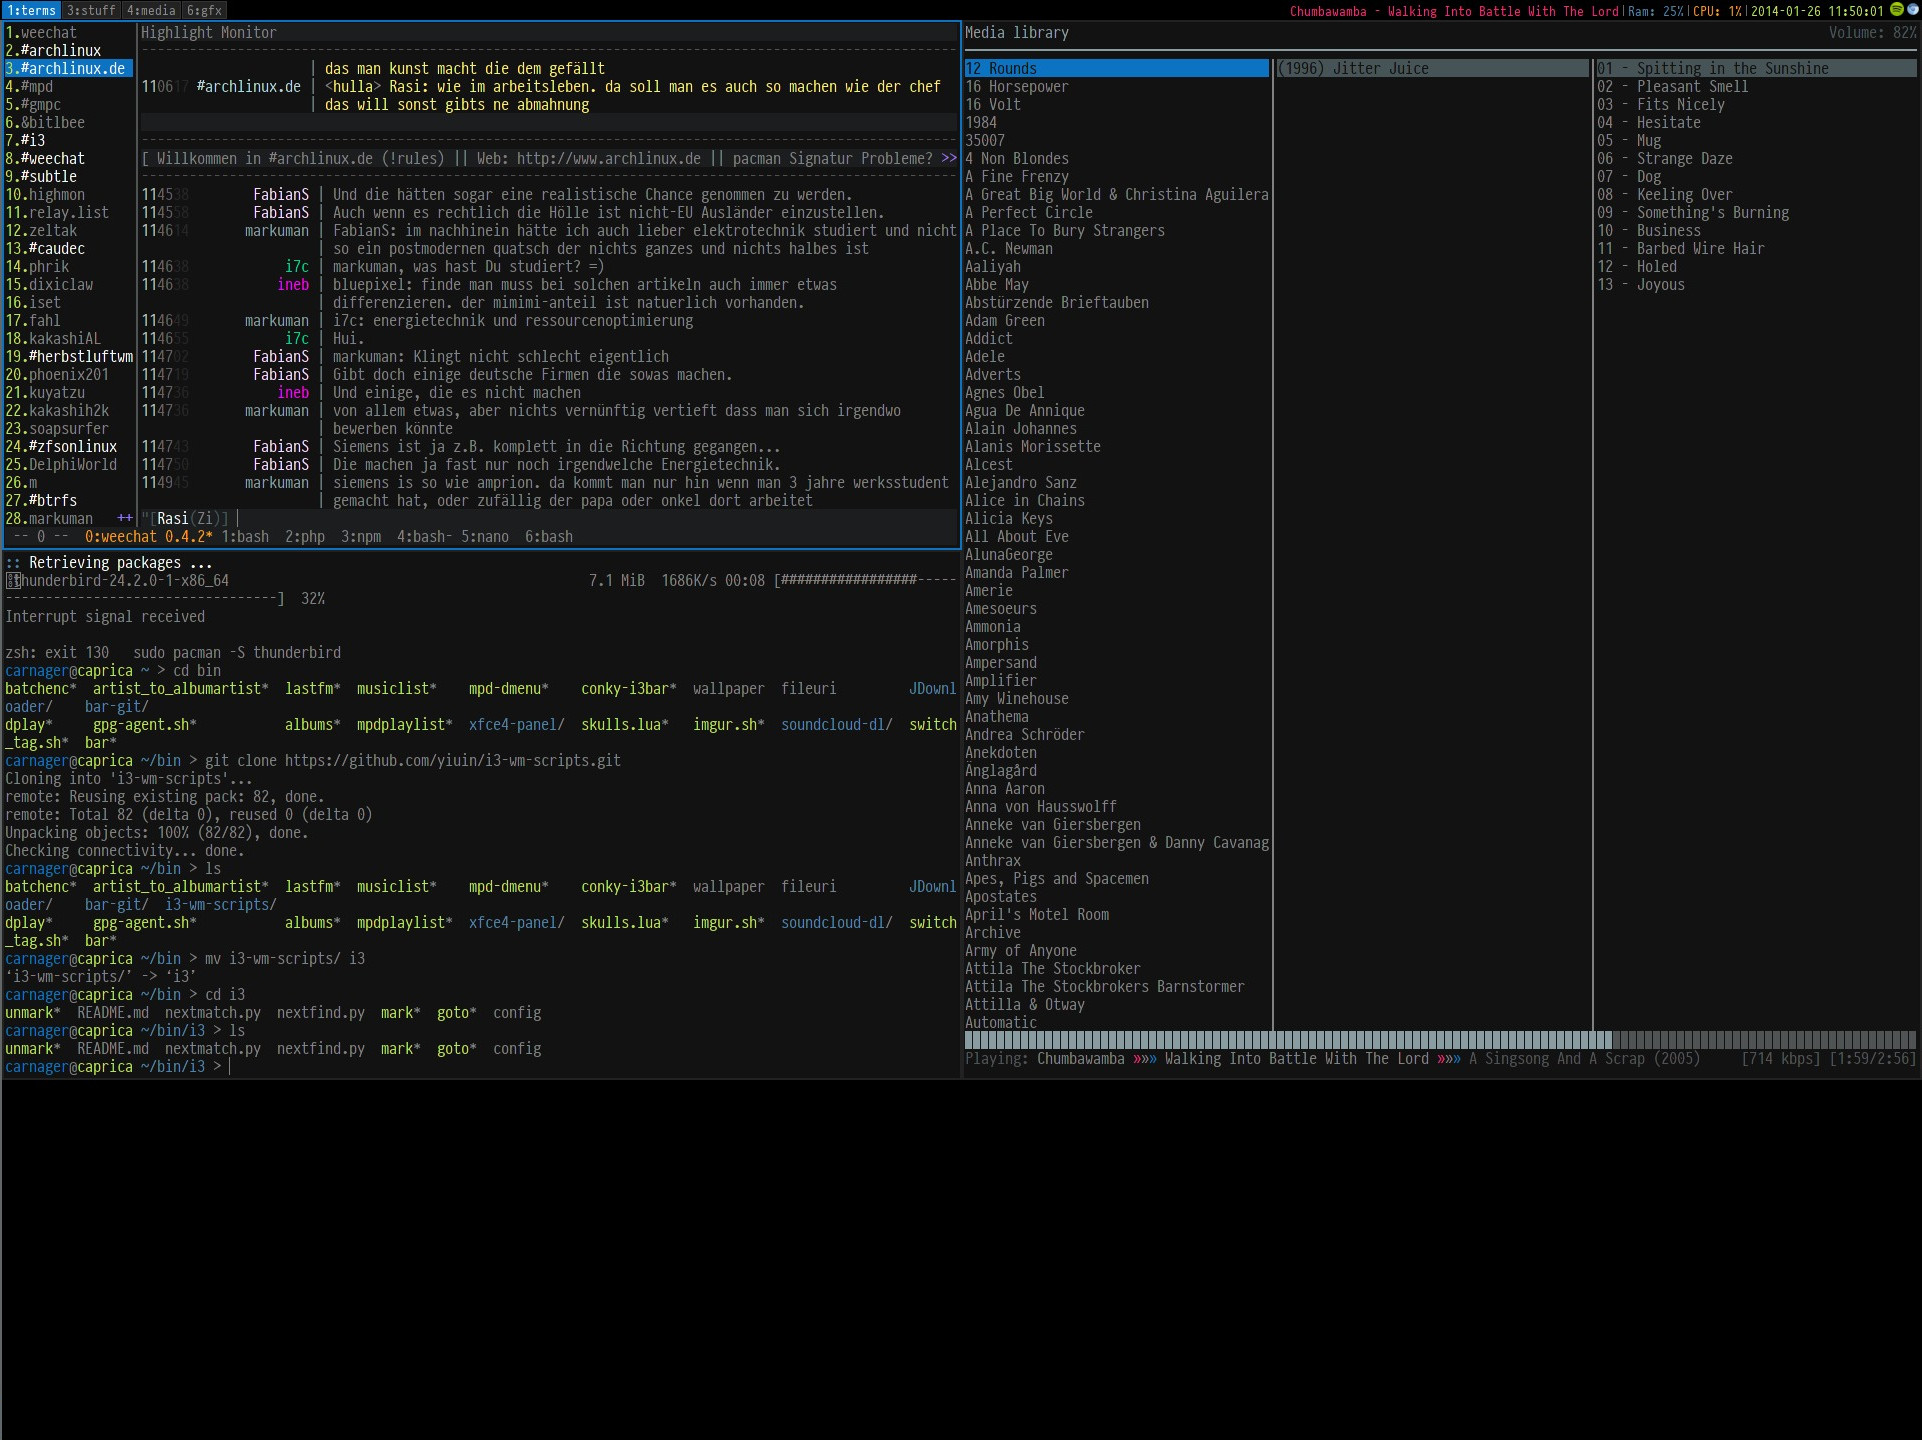 1:terms 3:stuff 4:media 6:gfx
Chumbawamba - Walking Into Battle With The Lord|Ram: 25%|CPU: 1%|2014-01-26 11:50:01
1.weechat
2.#archlinux
3.#archlinux.de
4.#mpd
5.#gmpc
6.&bitlbee
7.#i3
8.#weechat
9.#subtle
10.highmon
11.relay.list
12.zeltak
13.#caudec
14.phrik
15.dixiclaw
16.iset
17.fahl
18.kakashiAL
19.#herbstluftwm
20.phoenix201
21.kuyatzu
22.kakashih2k
23.soapsurfer
24.#zfsonlinux
25.DelphiWorld
26.m
27.#btrfs
28.markuman ++
Highlight Monitor
| das man kunst macht die dem gefällt
110617 #archlinux.de | <hulla> Rasi: wie im arbeitsleben. da soll man es auch so machen wie der chef
| das will sonst gibts ne abmahnung
[ Willkommen in #archlinux.de (!rules) || Web: http://www.archlinux.de || pacman Signatur Probleme? >>
114538 FabianS | Und die hätten sogar eine realistische Chance genommen zu werden.
114558 FabianS | Auch wenn es rechtlich die Hölle ist nicht-EU Ausländer einzustellen.
114614 markuman | FabianS: im nachhinein hätte ich auch lieber elektrotechnik studiert und nicht
| so ein postmodernen quatsch der nichts ganzes und nichts halbes ist
114638 i7c | markuman, was hast Du studiert? =)
114638 ineb | bluepixel: finde man muss bei solchen artikeln auch immer etwas
| differenzieren. der mimimi-anteil ist natuerlich vorhanden.
114649 markuman | i7c: energietechnik und ressourcenoptimierung
114655 i7c | Hui.
114702 FabianS | markuman: Klingt nicht schlecht eigentlich
114719 FabianS | Gibt doch einige deutsche Firmen die sowas machen.
114736 ineb | Und einige, die es nicht machen
114736 markuman | von allem etwas, aber nichts vernünftig vertieft dass man sich irgendwo
| bewerben könnte
114743 FabianS | Siemens ist ja z.B. komplett in die Richtung gegangen...
114750 FabianS | Die machen ja fast nur noch irgendwelche Energietechnik.
114945 markuman | siemens is so wie amprion. da kommt man nur hin wenn man 3 jahre werksstudent
| gemacht hat, oder zufällig der papa oder onkel dort arbeitet
"[Rasi(Zi)]
-- 0 -- 0:weechat 0.4.2* 1:bash 2:php 3:npm 4:bash- 5:nano 6:bash
:: Retrieving packages ...
thunderbird-24.2.0-1-x86_64 7.1 MiB 1686K/s 00:08 [#################-----
----------------------------------] 32%
Interrupt signal received
zsh: exit 130 sudo pacman -S thunderbird
carnager@caprica ~ > cd bin
batchenc* artist_to_albumartist* lastfm* musiclist* mpd-dmenu* conky-i3bar* wallpaper fileuri JDownl
oader/ bar-git/
dplay* gpg-agent.sh* albums* mpdplaylist* xfce4-panel/ skulls.lua* imgur.sh* soundcloud-dl/ switch
_tag.sh* bar*
carnager@caprica ~/bin > git clone https://github.com/yiuin/i3-wm-scripts.git
Cloning into 'i3-wm-scripts'...
remote: Reusing existing pack: 82, done.
remote: Total 82 (delta 0), reused 0 (delta 0)
Unpacking objects: 100% (82/82), done.
Checking connectivity... done.
carnager@caprica ~/bin > ls
batchenc* artist_to_albumartist* lastfm* musiclist* mpd-dmenu* conky-i3bar* wallpaper fileuri JDownl
oader/ bar-git/ i3-wm-scripts/
dplay* gpg-agent.sh* albums* mpdplaylist* xfce4-panel/ skulls.lua* imgur.sh* soundcloud-dl/ switch
_tag.sh* bar*
carnager@caprica ~/bin > mv i3-wm-scripts/ i3
‘i3-wm-scripts/’ -> ‘i3’
carnager@caprica ~/bin > cd i3
unmark* README.md nextmatch.py nextfind.py mark* goto* config
carnager@caprica ~/bin/i3 > ls
unmark* README.md nextmatch.py nextfind.py mark* goto* config
carnager@caprica ~/bin/i3 >
Media library Volume: 82%
12 Rounds
16 Horsepower
16 Volt
1984
35007
4 Non Blondes
A Fine Frenzy
A Great Big World & Christina Aguilera
A Perfect Circle
A Place To Bury Strangers
A.C. Newman
Aaliyah
Abbe May
Abstürzende Brieftauben
Adam Green
Addict
Adele
Adverts
Agnes Obel
Agua De Annique
Alain Johannes
Alanis Morissette
Alcest
Alejandro Sanz
Alice in Chains
Alicia Keys
All About Eve
AlunaGeorge
Amanda Palmer
Amerie
Amesoeurs
Ammonia
Amorphis
Ampersand
Amplifier
Amy Winehouse
Anathema
Andrea Schröder
Anekdoten
Änglagård
Anna Aaron
Anna von Hausswolff
Anneke van Giersbergen
Anneke van Giersbergen & Danny Cavanag
Anthrax
Apes, Pigs and Spacemen
Apostates
April's Motel Room
Archive
Army of Anyone
Attila The Stockbroker
Attila The Stockbrokers Barnstormer
Attilla & Otway
Automatic
(1996) Jitter Juice
01 - Spitting in the Sunshine
02 - Pleasant Smell
03 - Fits Nicely
04 - Hesitate
05 - Mug
06 - Strange Daze
07 - Dog
08 - Keeling Over
09 - Something's Burning
10 - Business
11 - Barbed Wire Hair
12 - Holed
13 - Joyous
Playing: Chumbawamba »»» Walking Into Battle With The Lord »»» A Singsong And A Scrap (2005) [714 kbps] [1:59/2:56]